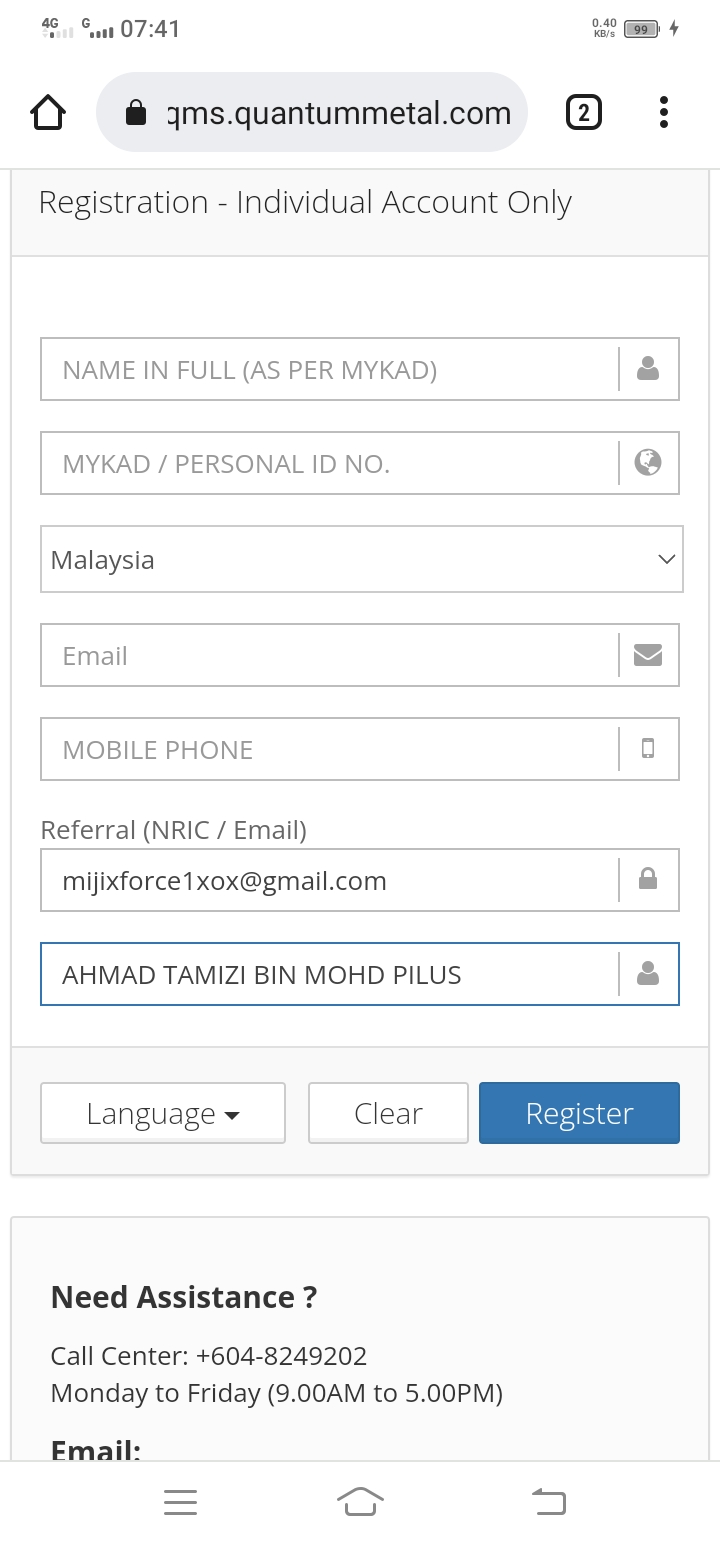 4G G 07:41 0.40 KB/s 99
qms.quantummetal.com 2
Registration - Individual Account Only
NAME IN FULL (AS PER MYKAD)
MYKAD / PERSONAL ID NO.
Malaysia
Email
MOBILE PHONE
Referral (NRIC / Email)
mijixforce1xox@gmail.com
AHMAD TAMIZI BIN MOHD PILUS
Language Clear Register
Need Assistance ?
Call Center: +604-8249202
Monday to Friday (9.00AM to 5.00PM)
Email: